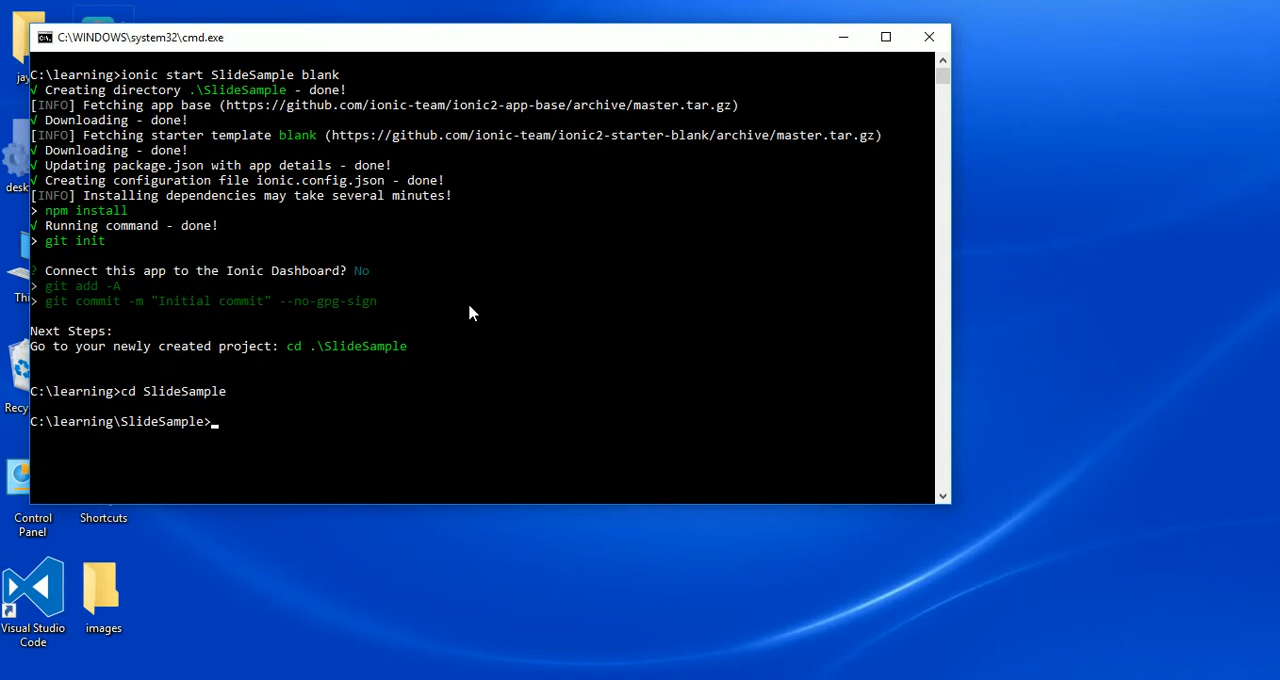 C:\WINDOWS\system32\cmd.exe
C:\learning>ionic start SlideSample blank
√ Creating directory .\SlideSample - done!
[INFO] Fetching app base (https://github.com/ionic-team/ionic2-app-base/archive/master.tar.gz)
√ Downloading - done!
[INFO] Fetching starter template blank (https://github.com/ionic-team/ionic2-starter-blank/archive/master.tar.gz)
√ Downloading - done!
√ Updating package.json with app details - done!
√ Creating configuration file ionic.config.json - done!
[INFO] Installing dependencies may take several minutes!
> npm install
√ Running command - done!
> git init
? Connect this app to the Ionic Dashboard? No
> git add -A
> git commit -m "Initial commit" --no-gpg-sign
Next Steps:
Go to your newly created project: cd .\SlideSample
C:\learning>cd SlideSample
C:\learning\SlideSample>
jay
desk
Thi
Recy
Control
Panel
Shortcuts
Visual Studio
Code
images